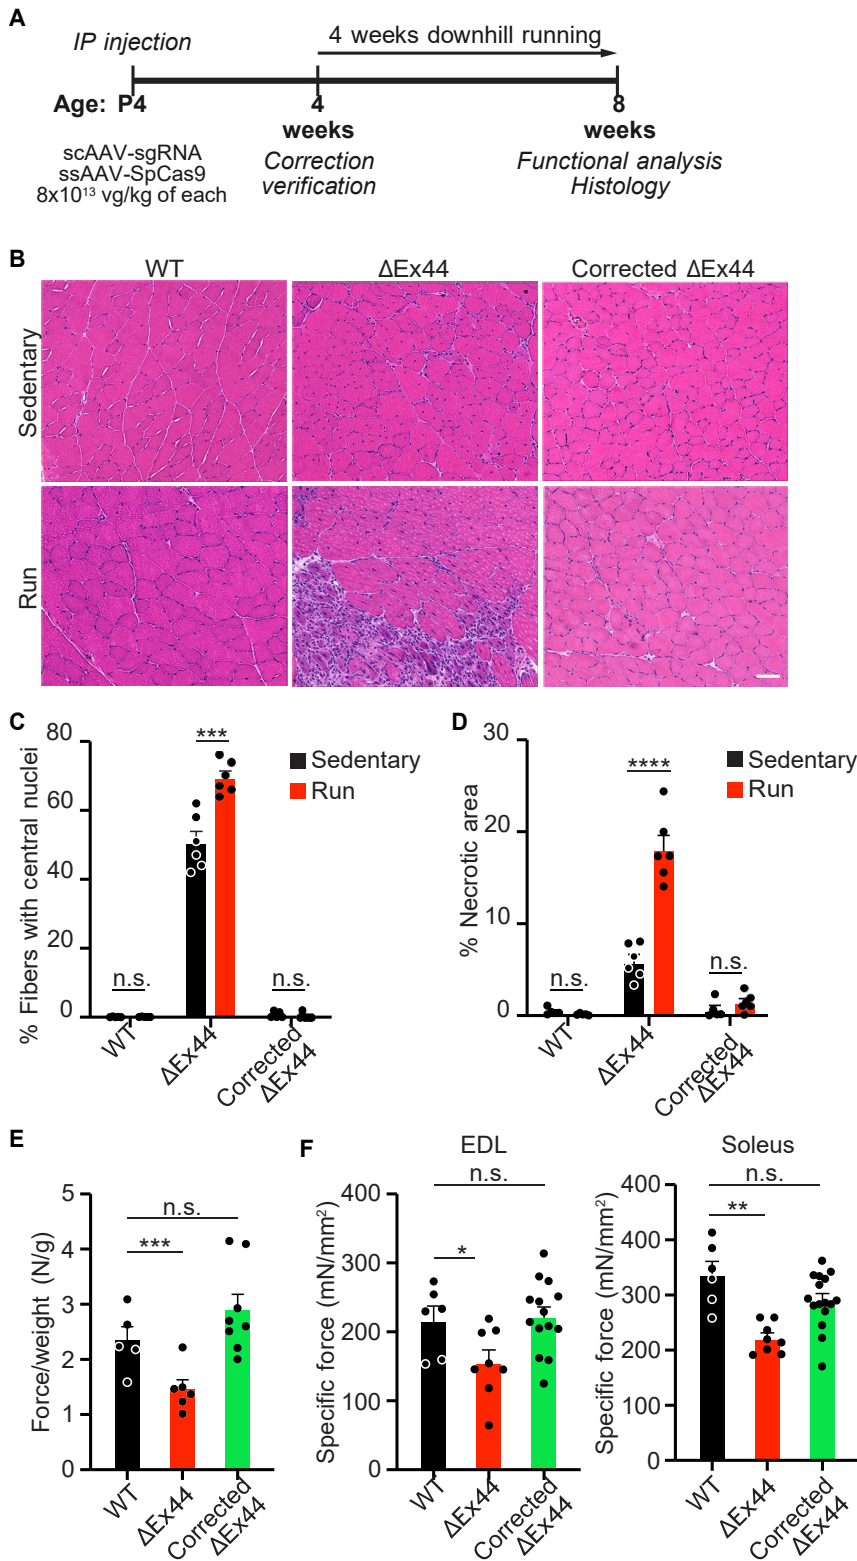 A
IP injection
4 weeks downhill running
Age: P4
4
weeks
8
weeks
scAAV-sgRNA
ssAAV-SpCas9
8x10¹³ vg/kg of each
Correction
verification
Functional analysis
Histology
B
WT
ΔEx44
Corrected ΔEx44
Sedentary
Run
C
% Fibers with central nuclei
80
60
40
20
0
n.s.
***
n.s.
Sedentary
Run
WT
ΔEx44
Corrected
ΔEx44
D
% Necrotic area
30
20
10
0
n.s.
****
n.s.
Sedentary
Run
WT
ΔEx44
Corrected
ΔEx44
E
Force/weight (N/g)
5
4
3
2
1
0
n.s.
***
WT
ΔEx44
Corrected
ΔEx44
F
EDL
Specific force (mN/mm²)
400
300
200
100
0
n.s.
*
WT
ΔEx44
Corrected
ΔEx44
Soleus
Specific force (mN/mm²)
400
300
300
200
100
0
n.s.
**
WT
ΔEx44
Corrected
ΔEx44